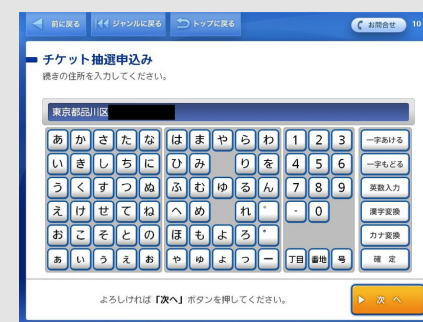 前に戻る ジャンルに戻る トップに戻る お問合せ 10
チケット抽選申込み
続きの住所を入力してください。
東京都品川区
あ か さ た な は ま や ら わ 1 2 3 一字あける
い き し ち に ひ み り を 4 5 6 一字もどる
う く す つ ぬ ふ む ゆ る ん 7 8 9 英数入力
え け せ て ね へ め れ ゛ - 0 漢字変換
お こ そ と の ほ も よ ろ ゜ カナ変換
ぁ ぃ ぅ ぇ ぉ ゃ ゅ ょ っ ー 丁目 番地 号 確 定
よろしければ「次へ」ボタンを押してください。 次 へ